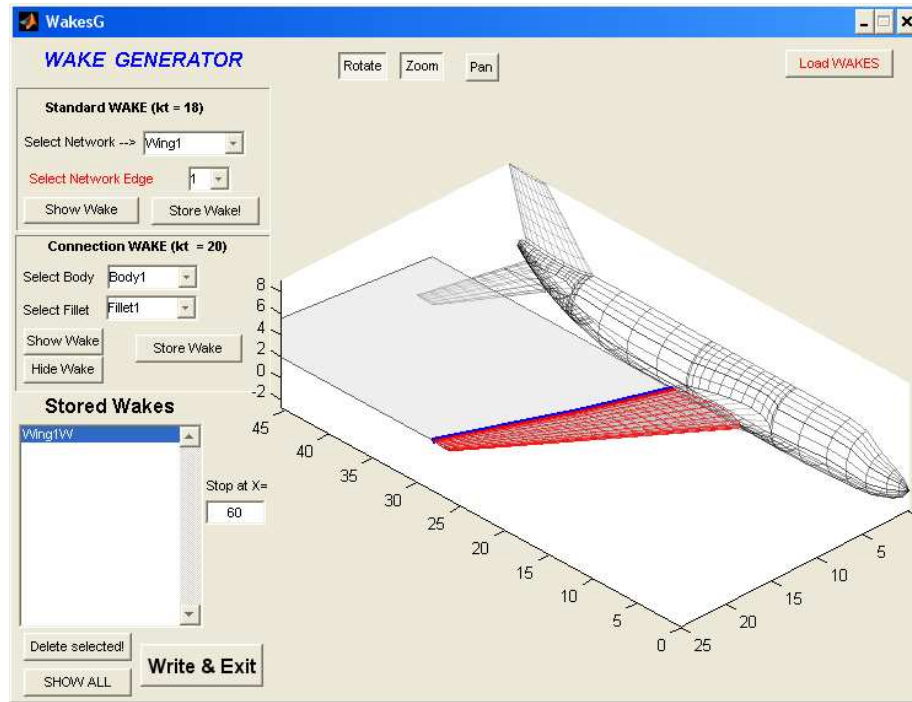 WakesG
WAKE GENERATOR
Rotate Zoom Pan
Load WAKES
Standard WAKE (kt = 18)
Select Network --> Wing1
Select Network Edge 1
Show Wake Store Wake!
Connection WAKE (kt = 20)
Select Body Body1
Select Fillet Fillet1
Show Wake
Store Wake
Hide Wake
Stored Wakes
Wing1W
Stop at X=
60
Delete selected!
SHOW ALL
Write & Exit
8
6
4
2
0
-2
45
40
35
30
25
20
15
10
5
0
25
20
15
10
5